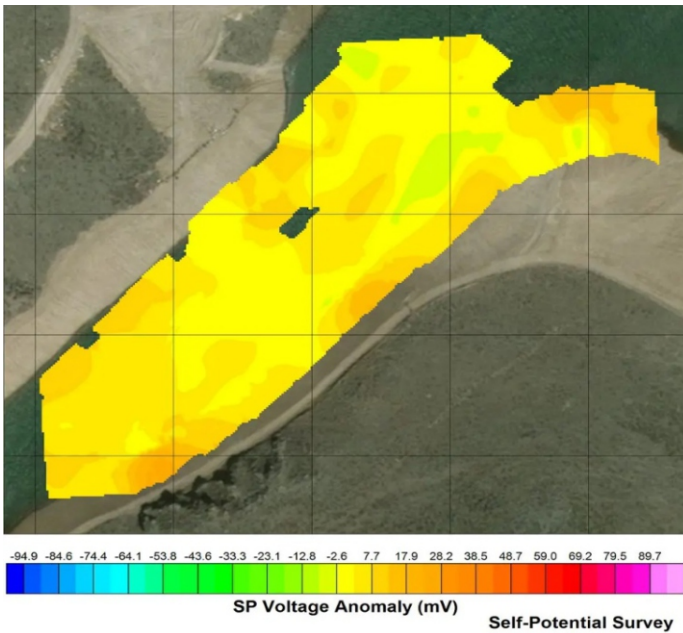 -94.9 -84.6 -74.4 -64.1 -53.8 -43.6 -33.3 -23.1 -12.8 -2.6 7.7 17.9 28.2 38.5 48.7 59.0 69.2 79.5 89.7
SP Voltage Anomaly (mV)
Self-Potential Survey